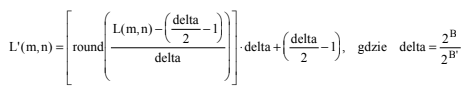 L'(m,n) = [round((L(m,n) − (delta/2 − 1))/delta)] · delta + (delta/2 − 1), gdzie delta = 2^B/2^B'